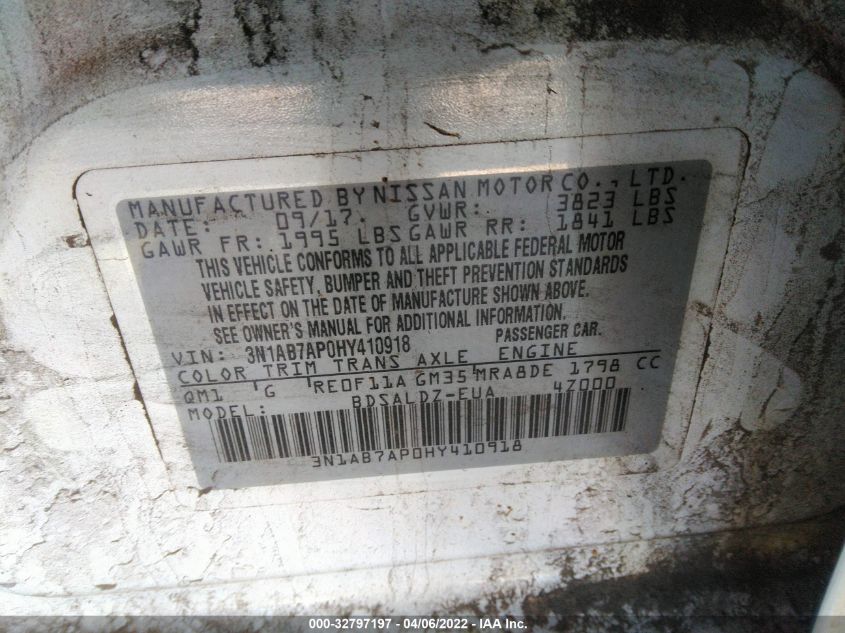 MANUFACTURED BY NISSAN MOTOR CO., LTD.
DATE: 09/17. GVWR: 3823 LBS
GAWR FR: 1995 LBS GAWR RR: 1841 LBS
THIS VEHICLE CONFORMS TO ALL APPLICABLE FEDERAL MOTOR
VEHICLE SAFETY, BUMPER AND THEFT PREVENTION STANDARDS
IN EFFECT ON THE DATE OF MANUFACTURE SHOWN ABOVE.
SEE OWNER'S MANUAL FOR ADDITIONAL INFORMATION.
VIN: 3N1AB7AP0HY410918 PASSENGER CAR.
COLOR TRIM TRANS AXLE ENGINE
QM1 G RE0F11A GM35 MRA8DE 1798 CC
MODEL: BDSALDZ-EUA 4Z000
3N1AB7AP0HY410918
000-32797197 - 04/06/2022 - IAA Inc.